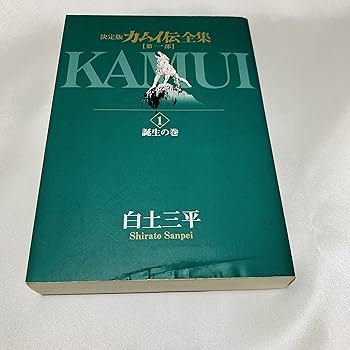 決定版 カムイ伝全集
［第一部］
KAMUI
1
誕生の巻
白土三平
Shirato Sanpei